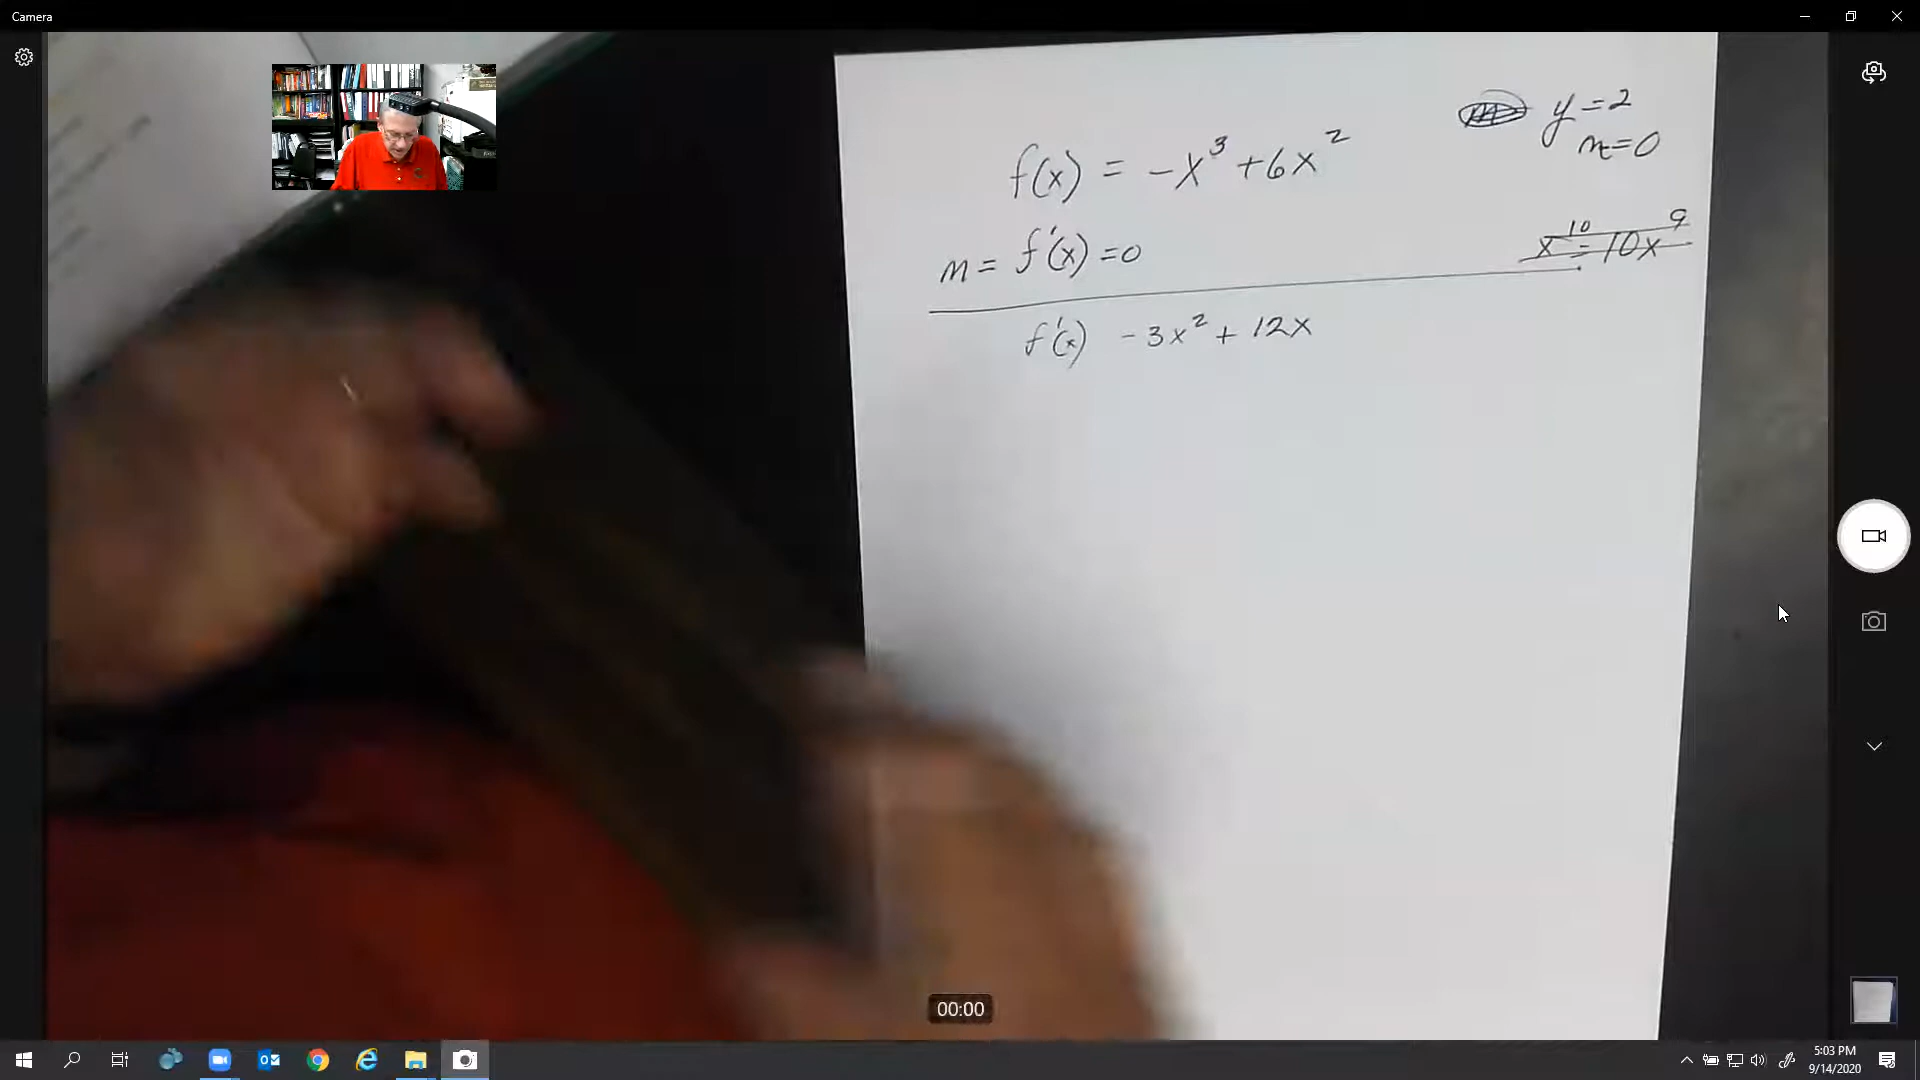 Camera
y = 2
m = 0
f(x) = -x³ + 6x²
m = f'(x) = 0
x¹⁰ = 10x⁹
f'(x) -3x² + 12x
00:00
5:03 PM
9/14/2020